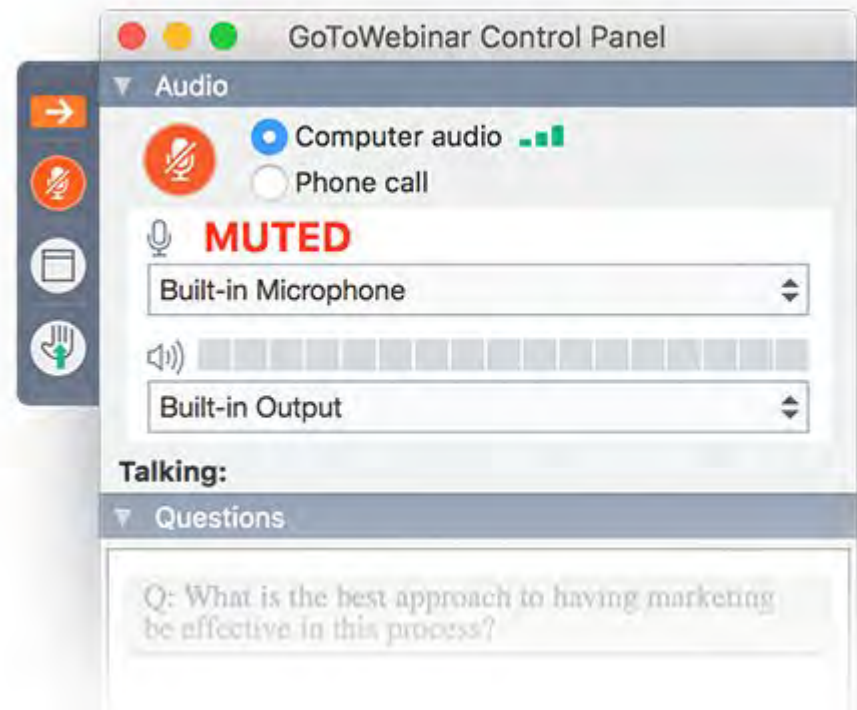 GoToWebinar Control Panel
Audio
Computer audio
Phone call
MUTED
Built-in Microphone
Built-in Output
Talking:
Questions
Q: What is the best approach to having marketing
be effective in this process?